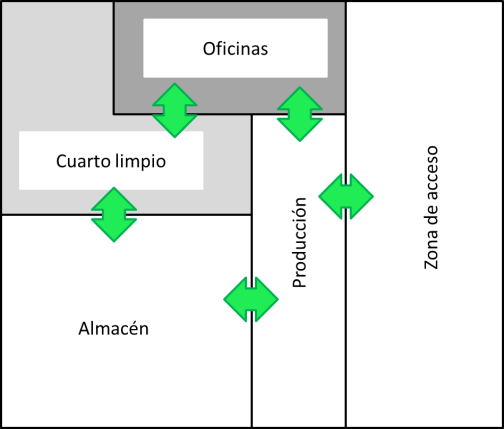 Oficinas
Cuarto limpio
Producción
Zona de acceso
Almacén